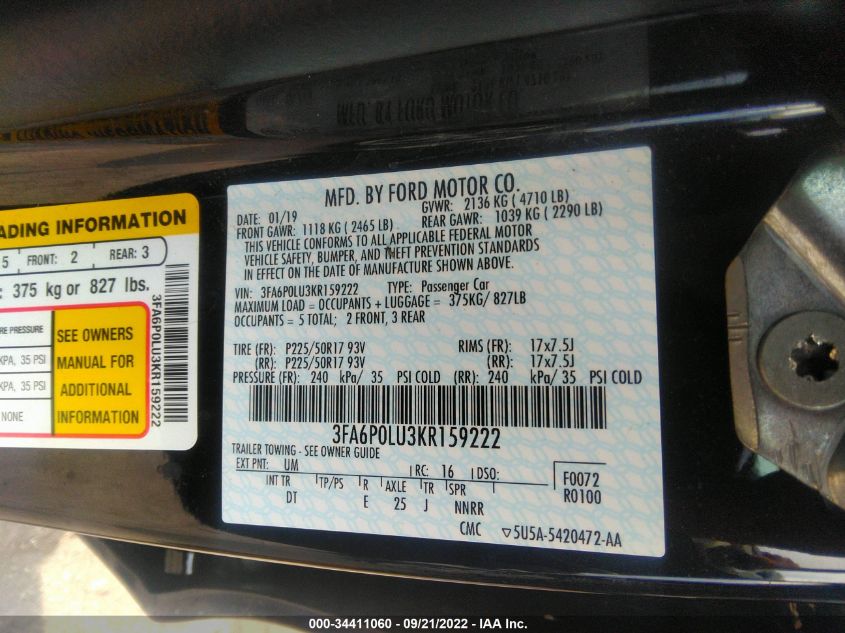 MFD. BY FORD MOTOR CO.
DATE: 01/19
GVWR: 2136 KG ( 4710 LB)
FRONT GAWR: 1118 KG ( 2465 LB)
REAR GAWR: 1039 KG ( 2290 LB)
THIS VEHICLE CONFORMS TO ALL APPLICABLE FEDERAL MOTOR
VEHICLE SAFETY, BUMPER, AND THEFT PREVENTION STANDARDS
IN EFFECT ON THE DATE OF MANUFACTURE SHOWN ABOVE.
VIN: 3FA6P0LU3KR159222 TYPE: Passenger Car
MAXIMUM LOAD = OCCUPANTS + LUGGAGE = 375KG/ 827LB
OCCUPANTS = 5 TOTAL; 2 FRONT, 3 REAR
TIRE (FR): P225/50R17 93V RIMS (FR): 17x7.5J
(RR): P225/50R17 93V (RR): 17x7.5J
PRESSURE (FR): 240 kPa/ 35 PSI COLD (RR): 240 kPa/ 35 PSI COLD
3FA6P0LU3KR159222
TRAILER TOWING - SEE OWNER GUIDE
EXT PNT: UM RC: 16 DSO:
F0072
R0100
INT TR TP/PS R AXLE TR SPR
DT E 25 J NNRR
CMC ▽5U5A-5420472-AA
ADING INFORMATION
5 FRONT: 2 REAR: 3
: 375 kg or 827 lbs.
RE PRESSURE
KPA, 35 PSI
KPA, 35 PSI
NONE
SEE OWNERS
MANUAL FOR
ADDITIONAL
INFORMATION
3FA6P0LU3KR159222
000-34411060 - 09/21/2022 - IAA Inc.